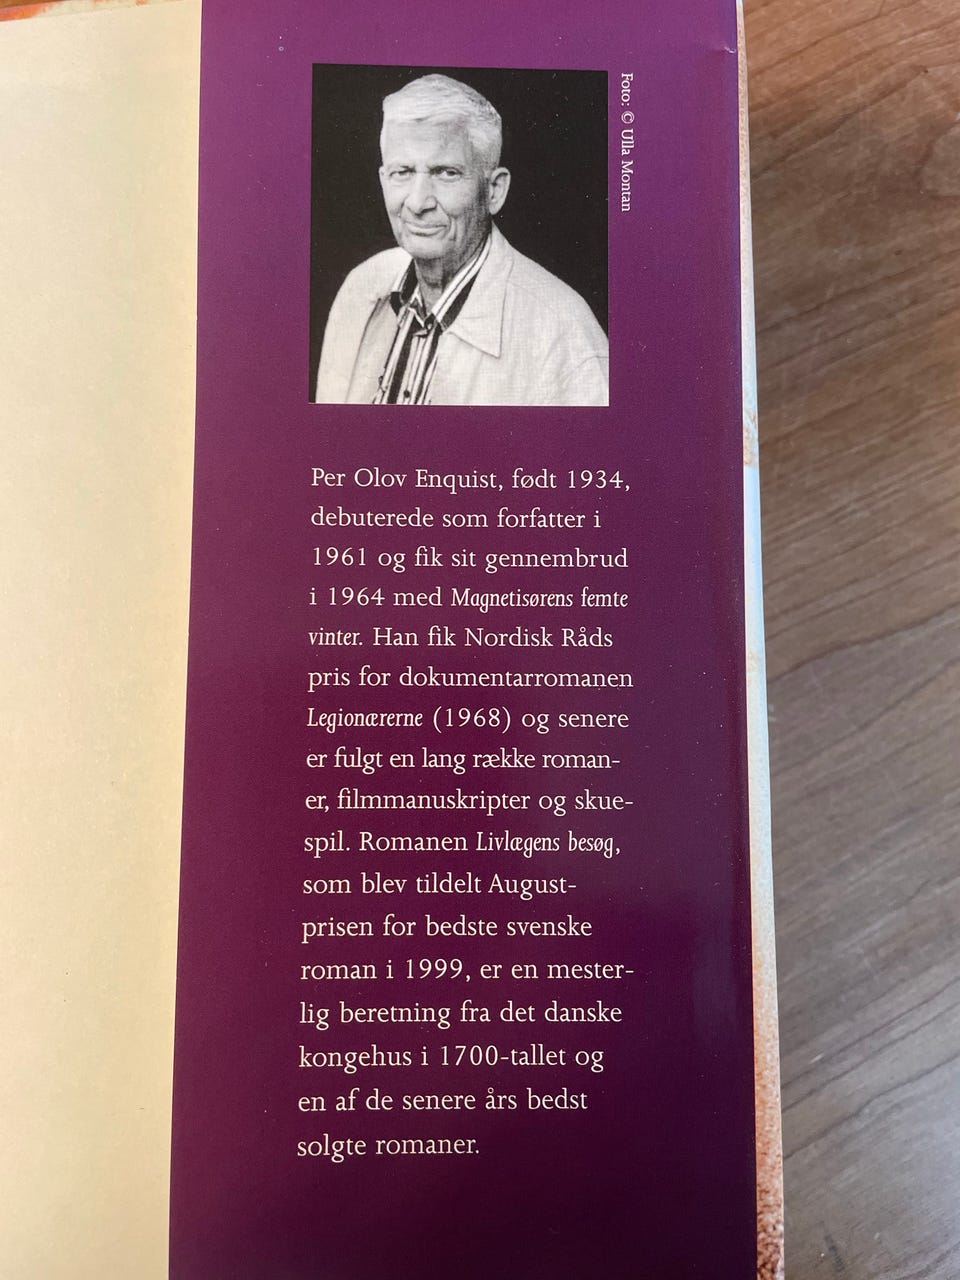 Foto: © Ulla Montan
Per Olov Enquist, født 1934,
debuterede som forfatter i
1961 og fik sit gennembrud
i 1964 med Magnetisørens femte
vinter. Han fik Nordisk Råds
pris for dokumentarromanen
Legionærerne (1968) og senere
er fulgt en lang række roman-
er, filmmanuskripter og skue-
spil. Romanen Livlægens besøg,
som blev tildelt August-
prisen for bedste svenske
roman i 1999, er en mester-
lig beretning fra det danske
kongehus i 1700-tallet og
en af de senere års bedst
solgte romaner.